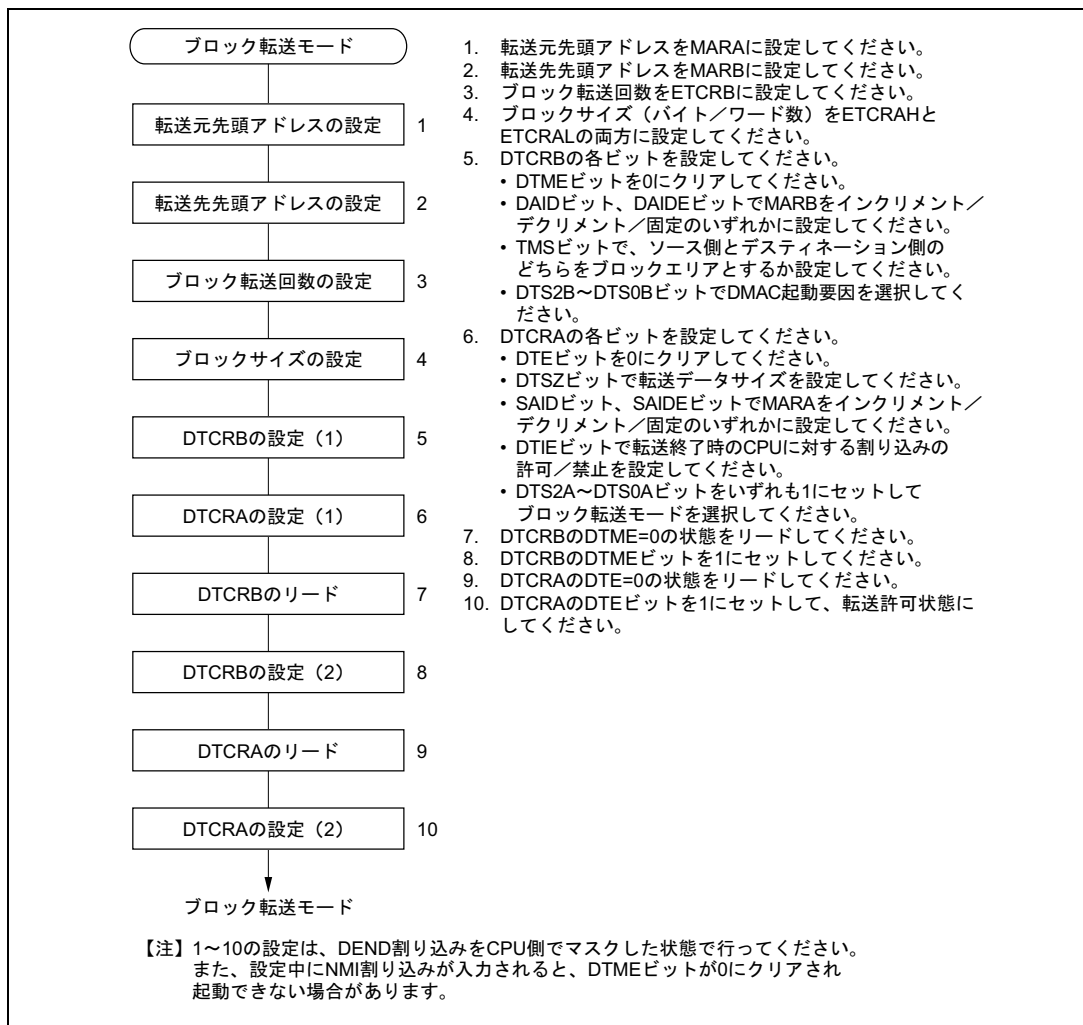 ブロック転送モード
転送元先頭アドレスの設定 1
転送先先頭アドレスの設定 2
ブロック転送回数の設定 3
ブロックサイズの設定 4
DTCRBの設定（1） 5
DTCRAの設定（1） 6
DTCRBのリード 7
DTCRBの設定（2） 8
DTCRAのリード 9
DTCRAの設定（2） 10
ブロック転送モード
1. 転送元先頭アドレスをMARAに設定してください。
2. 転送先先頭アドレスをMARBに設定してください。
3. ブロック転送回数をETCRBに設定してください。
4. ブロックサイズ（バイト／ワード数）をETCRAHと
ETCRALの両方に設定してください。
5. DTCRBの各ビットを設定してください。
• DTMEビットを0にクリアしてください。
• DAIDビット、DAIDEビットでMARBをインクリメント／
デクリメント／固定のいずれかに設定してください。
• TMSビットで、ソース側とデスティネーション側の
どちらをブロックエリアとするか設定してください。
• DTS2B～DTS0BビットでDMAC起動要因を選択してく
ださい。
6. DTCRAの各ビットを設定してください。
• DTEビットを0にクリアしてください。
• DTSZビットで転送データサイズを設定してください。
• SAIDビット、SAIDEビットでMARAをインクリメント／
デクリメント／固定のいずれかに設定してください。
• DTIEビットで転送終了時のCPUに対する割り込みの
許可／禁止を設定してください。
• DTS2A～DTS0Aビットをいずれも1にセットして
ブロック転送モードを選択してください。
7. DTCRBのDTME=0の状態をリードしてください。
8. DTCRBのDTMEビットを1にセットしてください。
9. DTCRAのDTE=0の状態をリードしてください。
10. DTCRAのDTEビットを1にセットして、転送許可状態に
してください。
【注】1～10の設定は、DEND割り込みをCPU側でマスクした状態で行ってください。
また、設定中にNMI割り込みが入力されると、DTMEビットが0にクリアされ
起動できない場合があります。